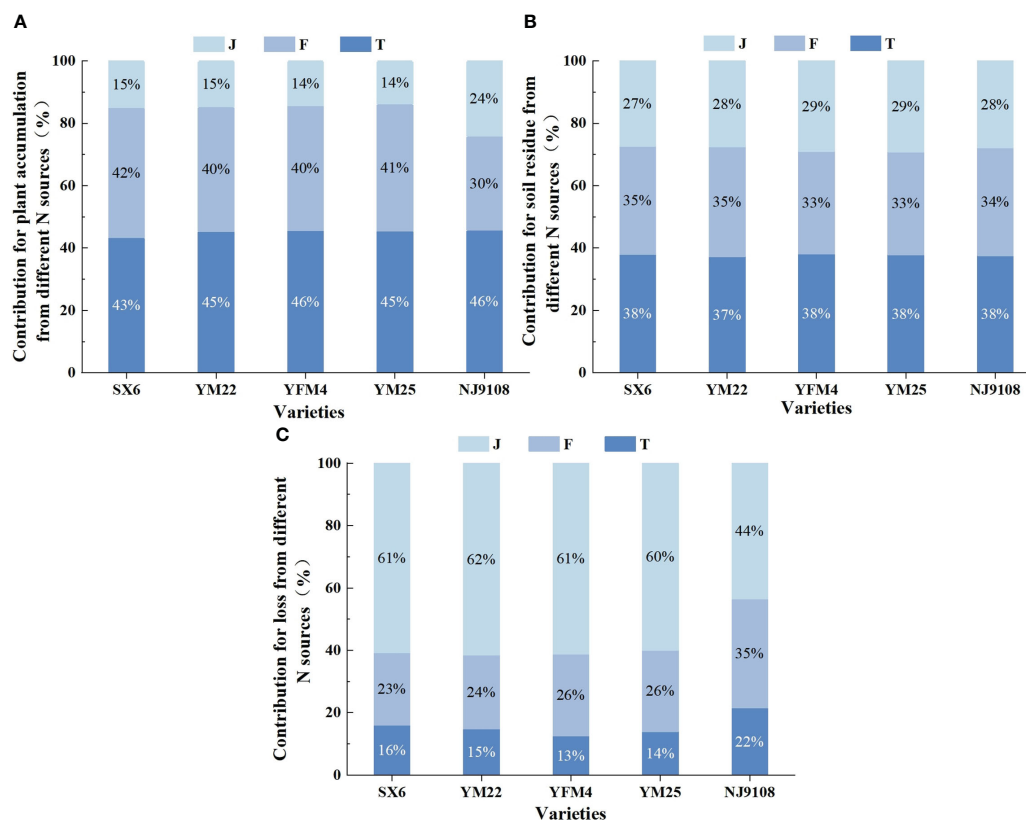 A
J F T
Contribution for plant accumulation
from different N sources （%）
100
80
60
40
20
0
15% 15% 14% 14% 24%
42% 40% 40% 41% 30%
43% 45% 46% 45% 46%
SX6 YM22 YFM4 YM25 NJ9108
Varieties
B
J F T
Contribution for soil residue from
different N sources （%）
100
80
60
40
20
0
27% 28% 29% 29% 28%
35% 35% 33% 33% 34%
38% 37% 38% 38% 38%
SX6 YM22 YFM4 YM25 NJ9108
Varieties
C
J F T
Contribution for loss from different
N sources （%）
100
80
60
40
20
0
61% 62% 61% 60% 44%
23% 24% 26% 26% 35%
16% 15% 13% 14% 22%
SX6 YM22 YFM4 YM25 NJ9108
Varieties